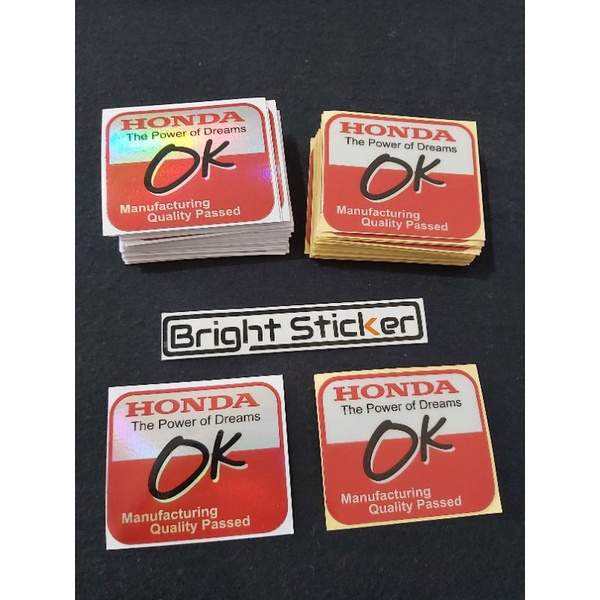 HONDA
The Power of Dreams
OK
Manufacturing
Quality Passed
HONDA
The Power of Dreams
OK
Manufacturing
Quality Passed
Bright Sticker
HONDA
The Power of Dreams
OK
Manufacturing
Quality Passed
HONDA
The Power of Dreams
OK
Manufacturing
Quality Passed